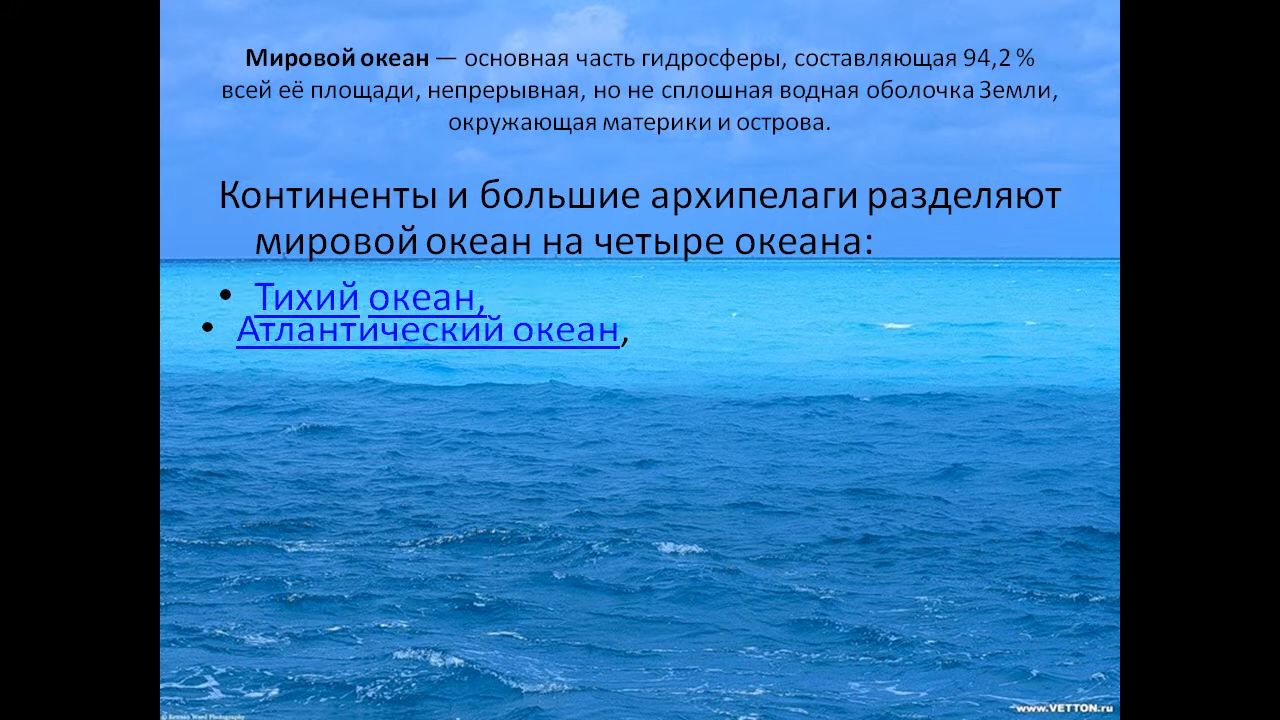 Мировой океан — основная часть гидросферы, составляющая 94,2 %
всей её площади, непрерывная, но не сплошная водная оболочка Земли,
окружающая материки и острова.
Континенты и большие архипелаги разделяют
мировой океан на четыре океана:
• Тихий океан,
• Атлантический океан,
www.VETTON.ru